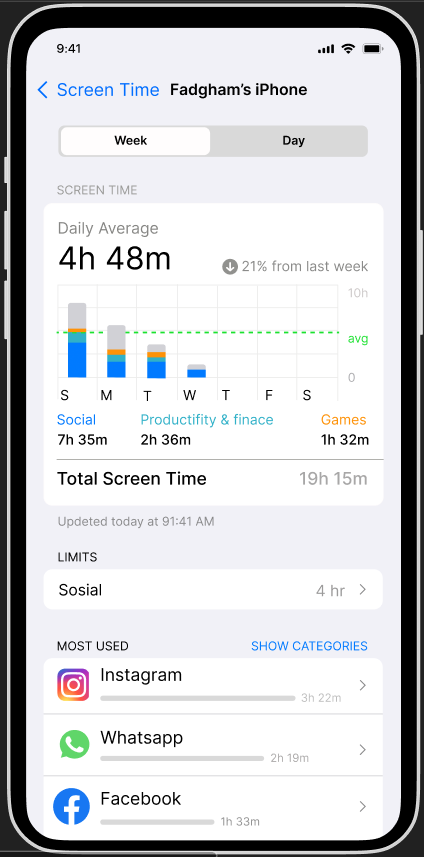 9:41
Screen Time Fadgham's iPhone
Week Day
SCREEN TIME
Daily Average
4h 48m
21% from last week
10h
avg
0
S M T W T F S
Social Productifity & finace Games
7h 35m 2h 36m 1h 32m
Total Screen Time 19h 15m
Updeted today at 91:41 AM
LIMITS
Sosial 4 hr
MOST USED SHOW CATEGORIES
Instagram
3h 22m
Whatsapp
2h 19m
Facebook
1h 33m